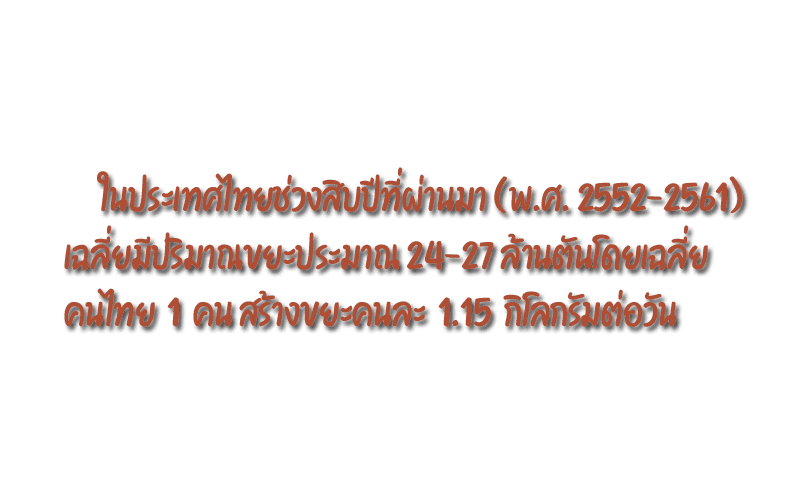 ในประเทศไทยช่วงสิบปีที่ผ่านมา (พ.ศ. 2552-2561)
เฉลี่ยมีปริมาณขยะประมาณ 24-27 ล้านตันโดยเฉลี่ย
คนไทย 1 คน สร้างขยะคนละ 1.15 กิโลกรัมต่อวัน